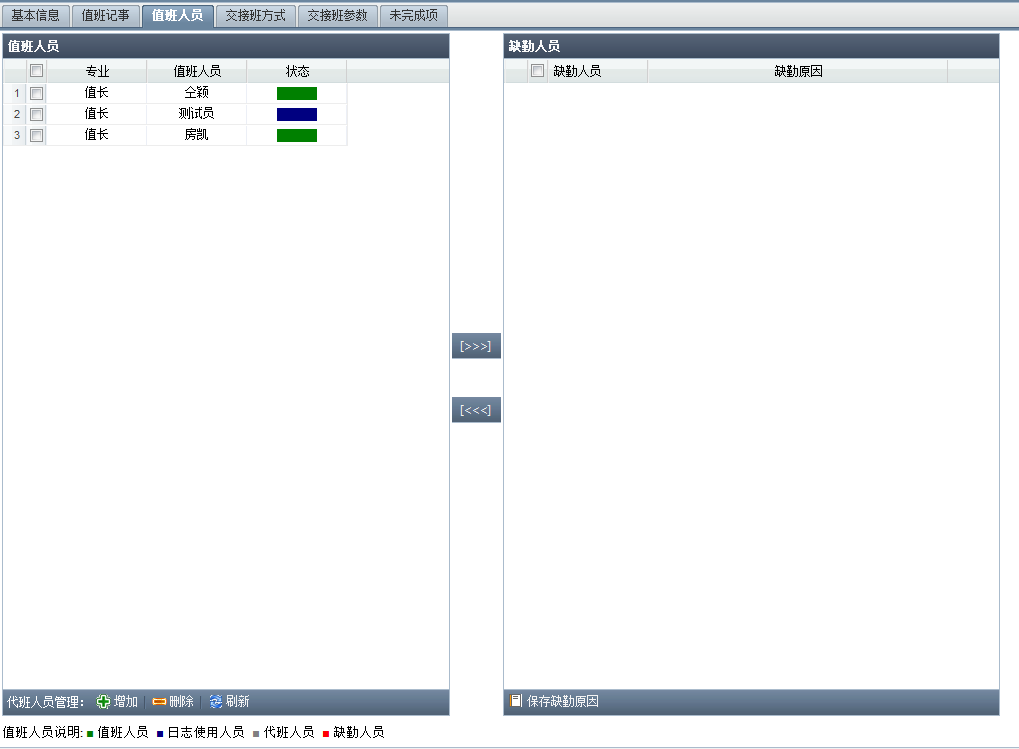 基本信息 值班记事 值班人员 交接班方式 交接班参数 未完成项
值班人员
专业 值班人员 状态
1 值长 仝颖
2 值长 测试员
3 值长 房凯
代班人员管理: 增加 删除 刷新
[>>>]
[<<<]
缺勤人员
缺勤人员 缺勤原因
保存缺勤原因
值班人员说明: 值班人员 日志使用人员 代班人员 缺勤人员